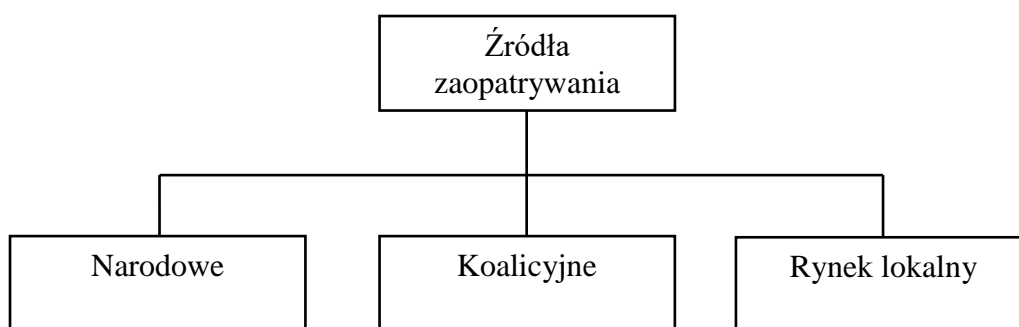 Źródła
zaopatrywania
Narodowe
Koalicyjne
Rynek lokalny